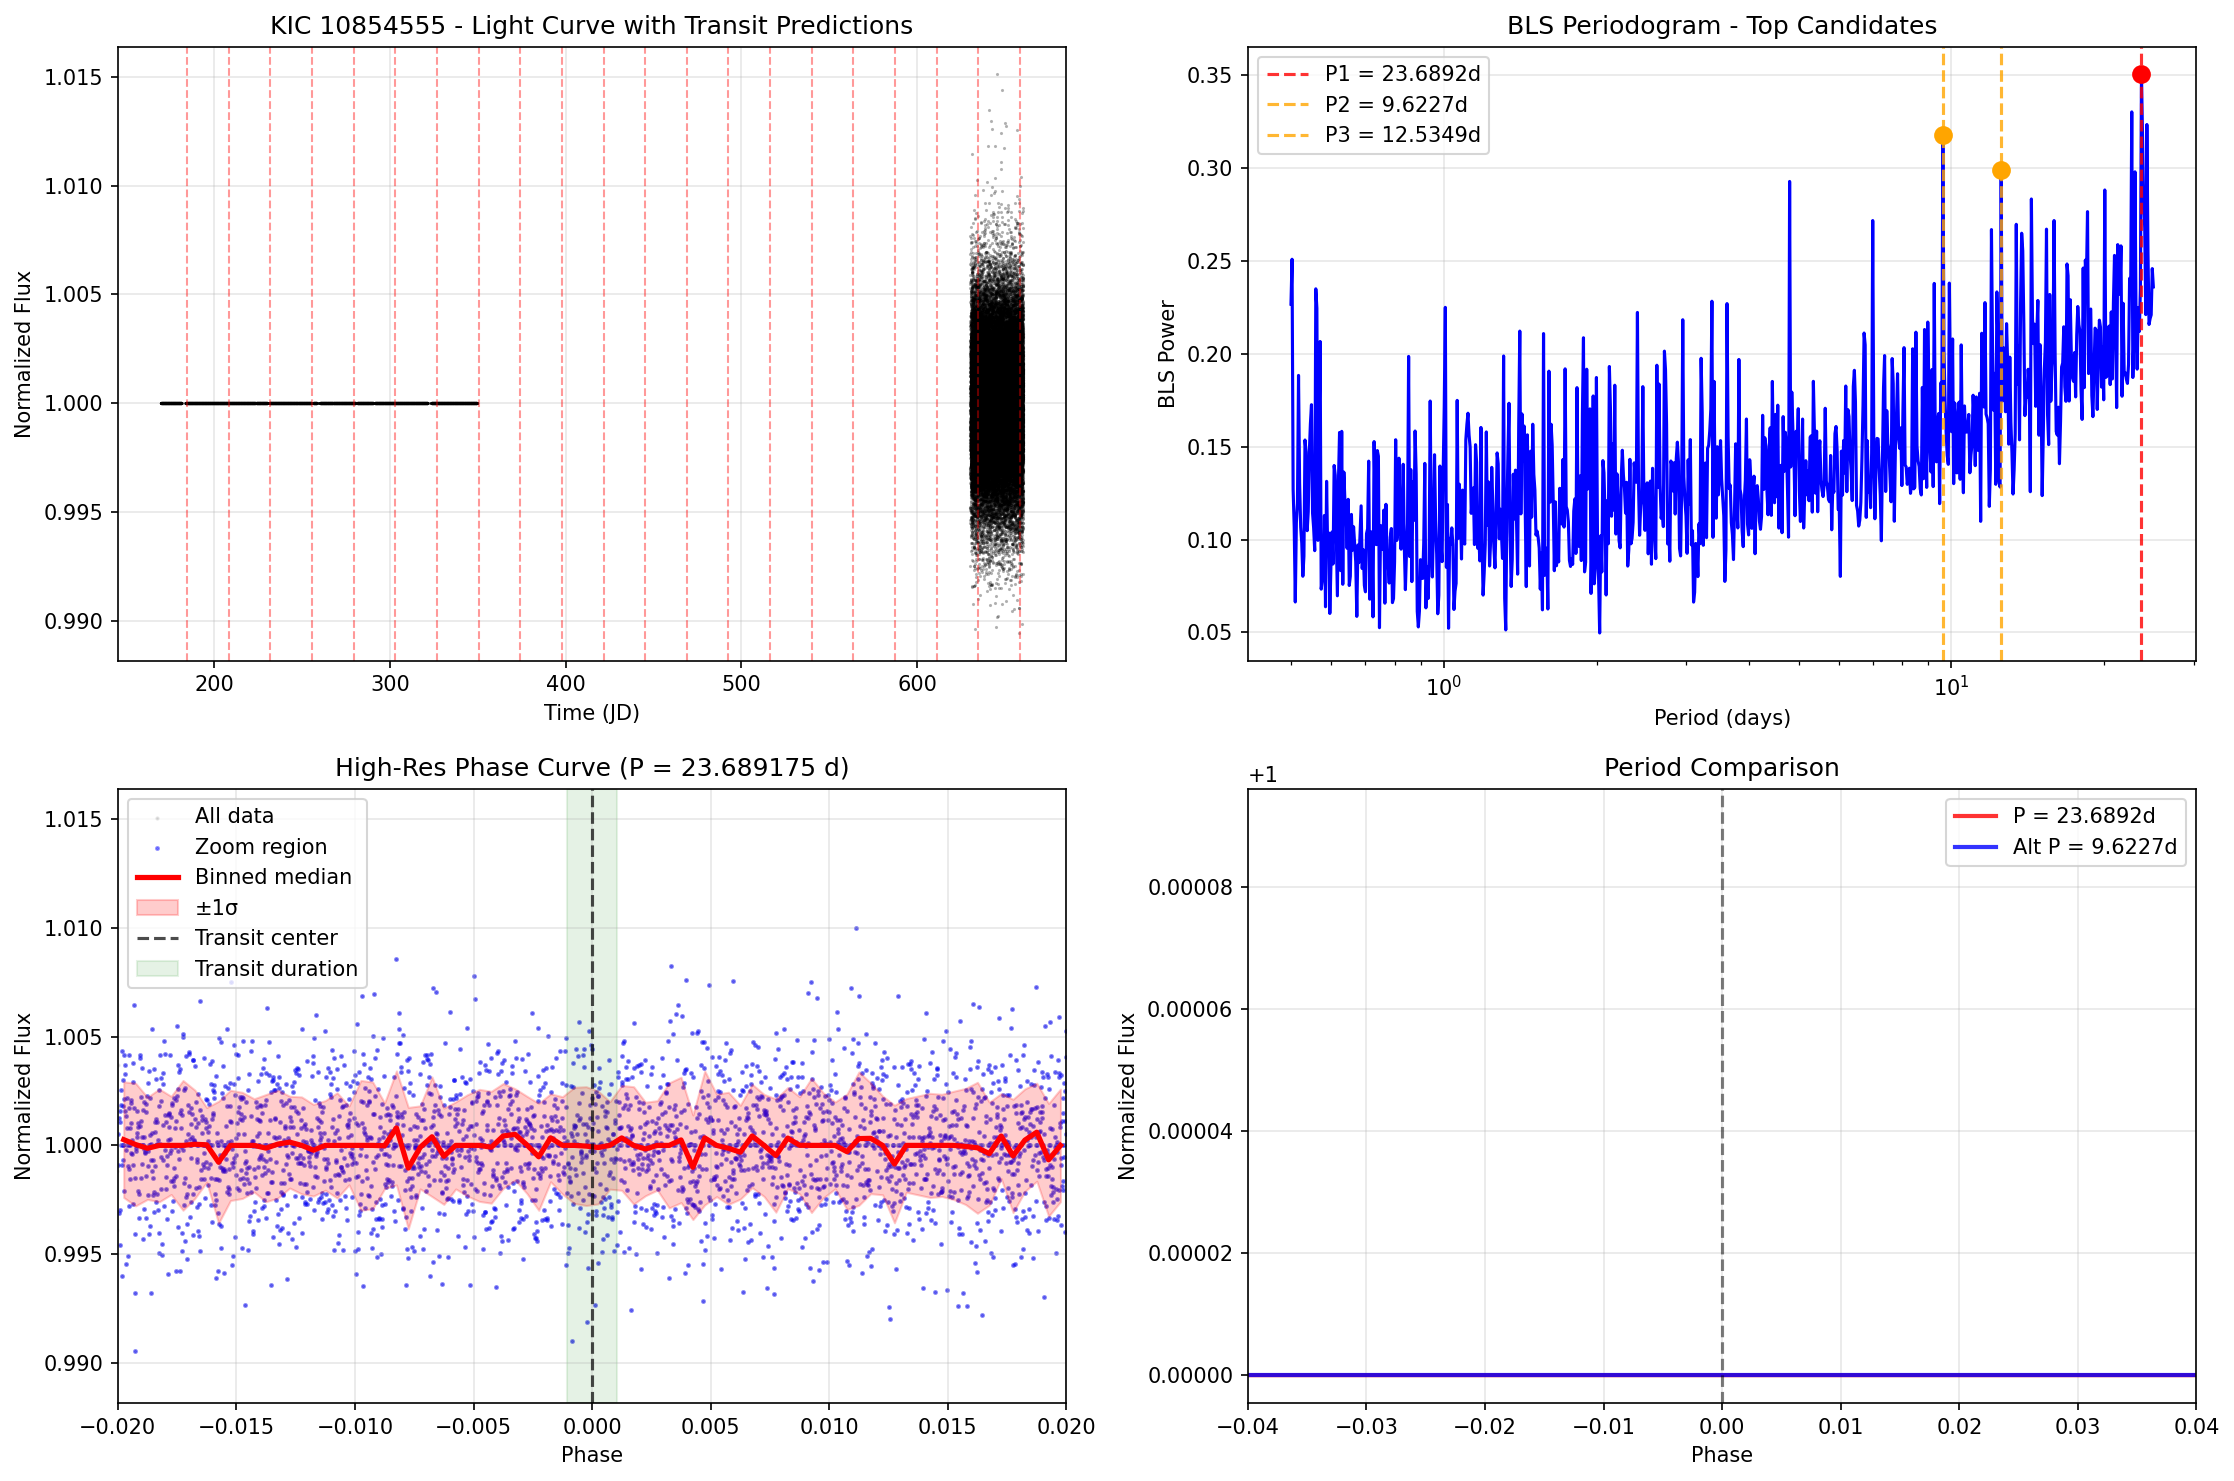 KIC 10854555 - Light Curve with Transit Predictions
1.015
1.010
1.005
1.000
0.995
0.990
Normalized Flux
200 300 400 500 600
Time (JD)
BLS Periodogram - Top Candidates
P1 = 23.6892d
P2 = 9.6227d
P3 = 12.5349d
0.35
0.30
0.25
0.20
0.15
0.10
0.05
BLS Power
10⁰ 10¹
Period (days)
High-Res Phase Curve (P = 23.689175 d)
All data
Zoom region
Binned median
±1σ
Transit center
Transit duration
1.015
1.010
1.005
1.000
0.995
0.990
Normalized Flux
−0.020 −0.015 −0.010 −0.005 0.000 0.005 0.010 0.015 0.020
Phase
Period Comparison
+1
P = 23.6892d
Alt P = 9.6227d
0.00008
0.00006
0.00004
0.00002
0.00000
Normalized Flux
−0.04 −0.03 −0.02 −0.01 0.00 0.01 0.02 0.03 0.04
Phase